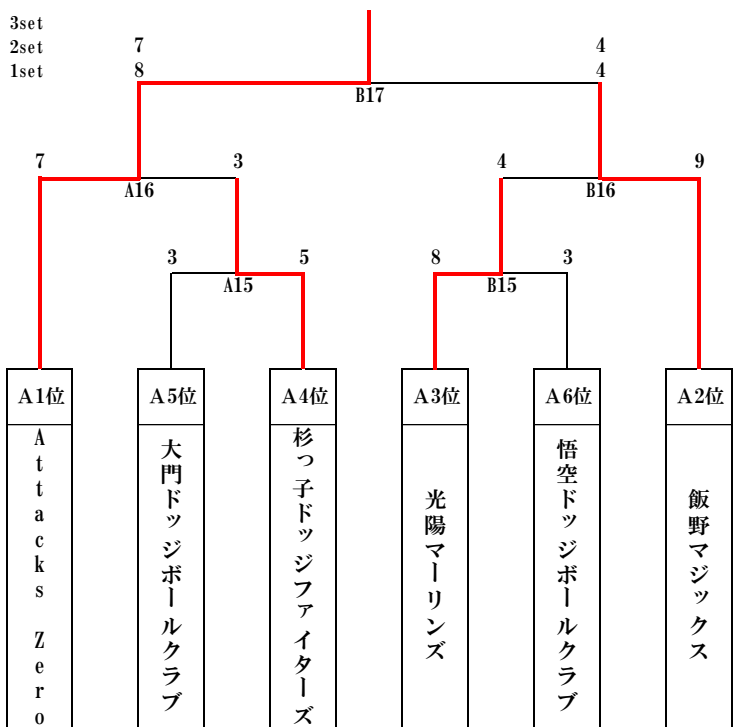 3set
2set 7 4
1set 8 4
B17
7 3 4 9
A16 B16
3 5 8 3
A15 B15
A1位 A5位 A4位 A3位 A6位 A2位
Attacks Zero
大門ドッジボールクラブ
杉っ子ドッジファイターズ
光陽マーリンズ
悟空ドッジボールクラブ
飯野マジックス